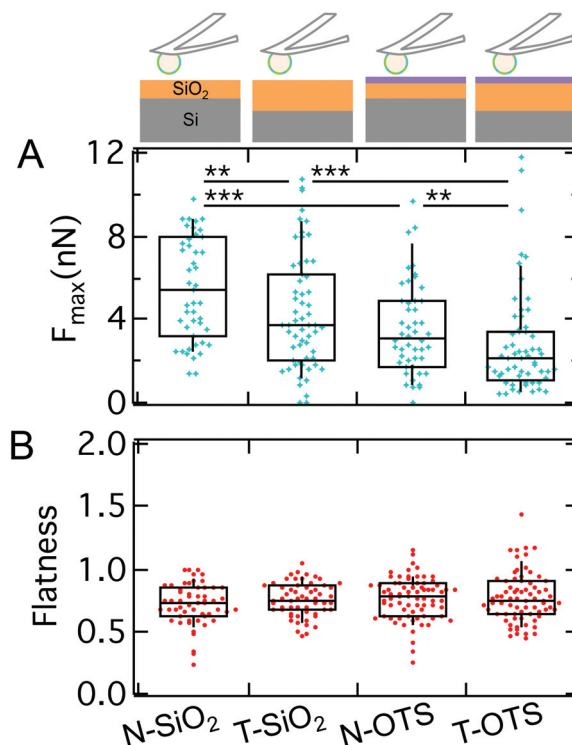 SiO₂
Si
A
12
** ***
*** **
8
4
0
Fmax(nN)
B
2.0
1.5
1.0
0.5
0.0
Flatness
N-SiO₂ T-SiO₂ N-OTS T-OTS